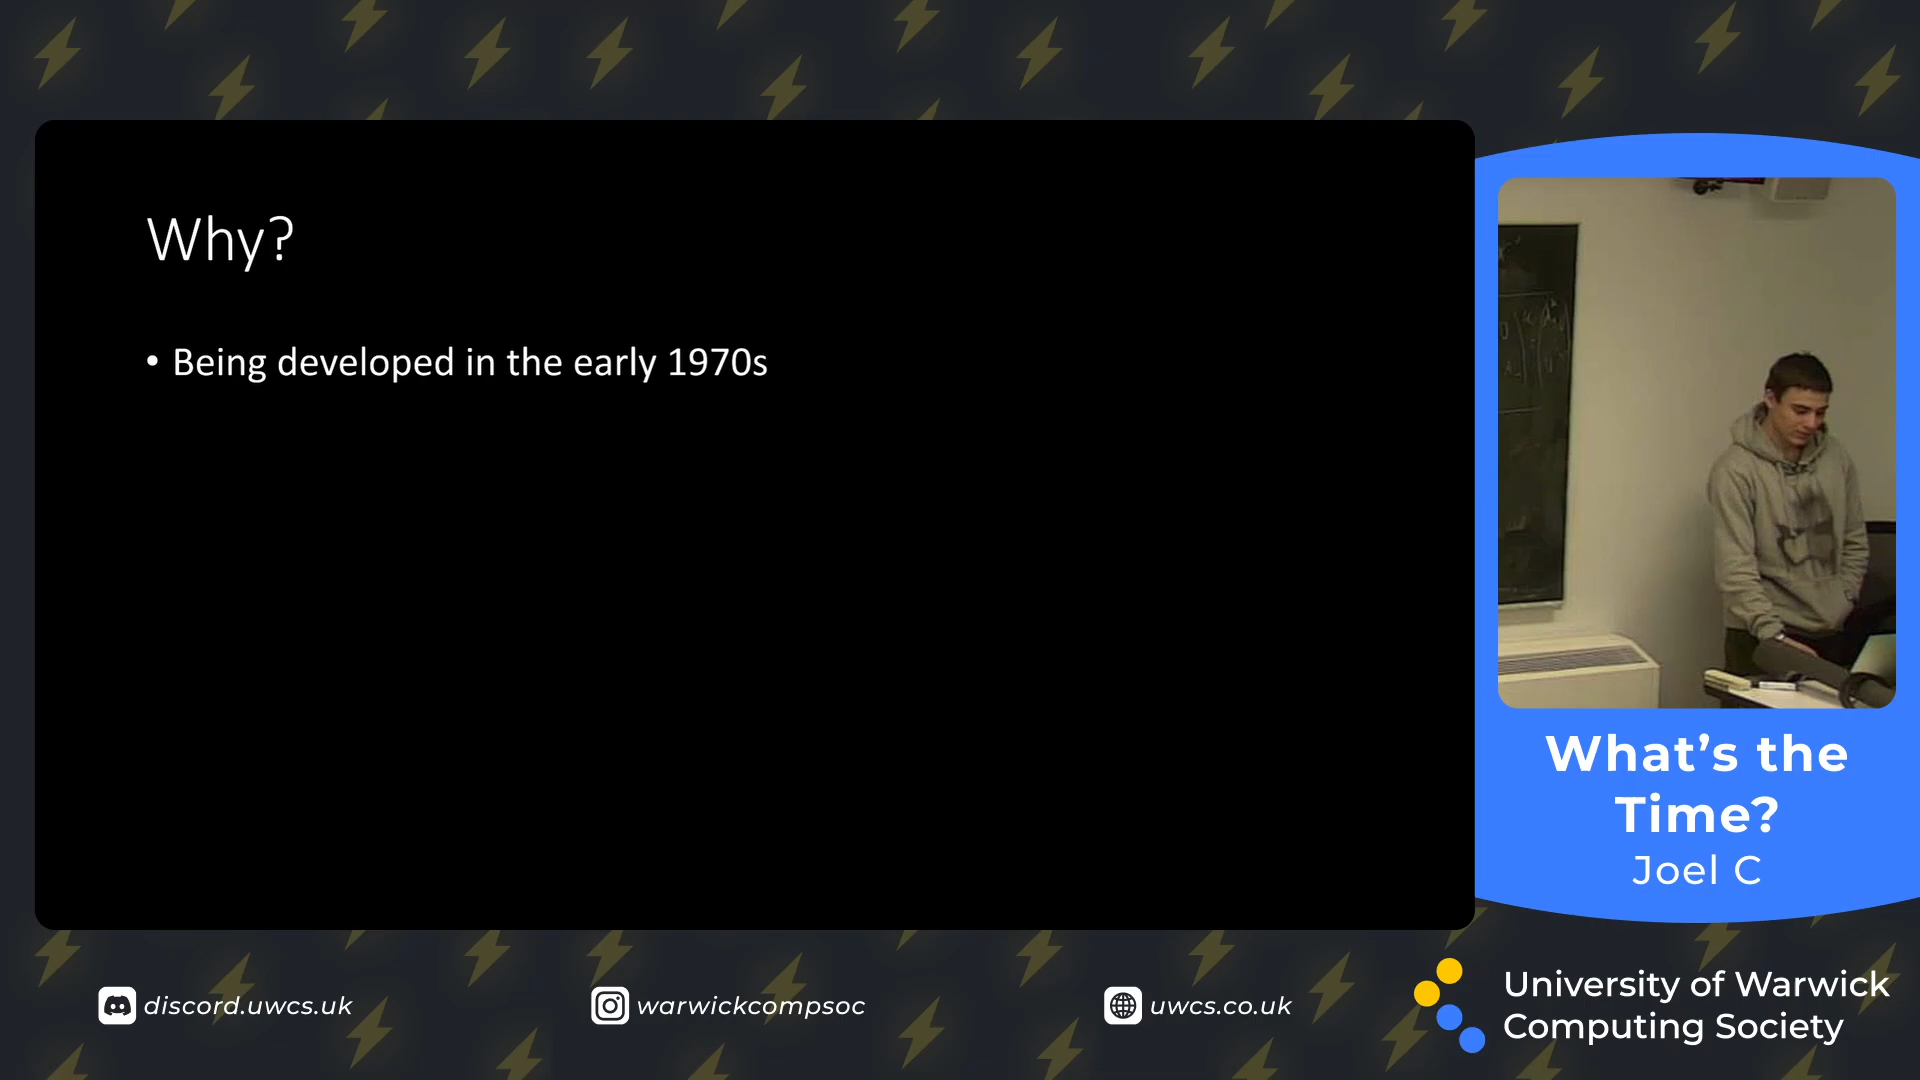 Why?
• Being developed in the early 1970s
What's the
Time?
Joel C
discord.uwcs.uk
warwickcompsoc
uwcs.co.uk
University of Warwick
Computing Society